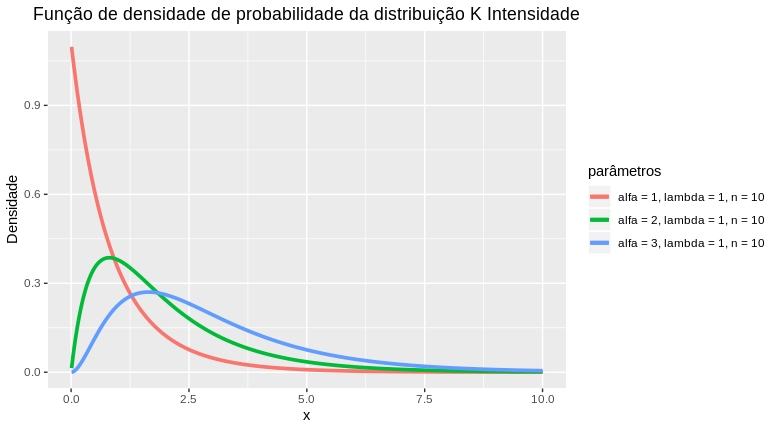 Função de densidade de probabilidade da distribuição K Intensidade
Densidade
0.9
0.6
0.3
0.0
0.0 2.5 5.0 7.5 10.0
x
parâmetros
alfa = 1, lambda = 1, n = 10
alfa = 2, lambda = 1, n = 10
alfa = 3, lambda = 1, n = 10